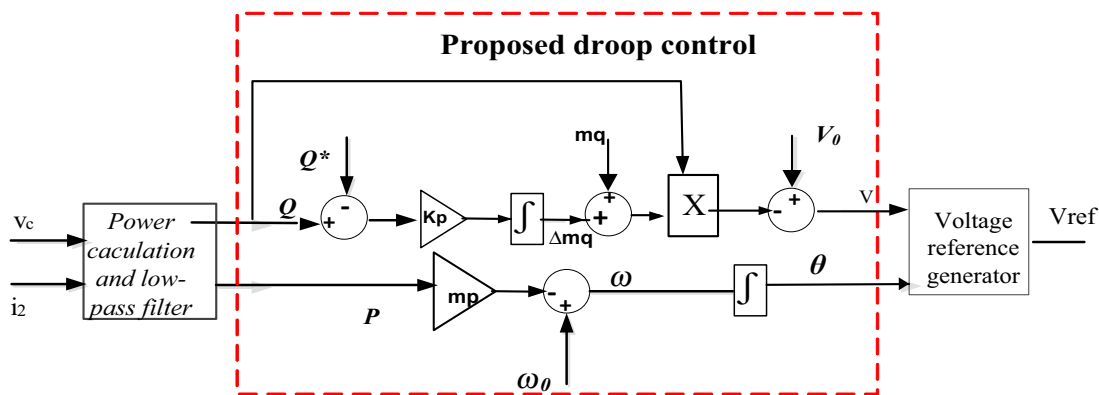 Proposed droop control
mq
V0
Q*
-
+
Q
Kp
∫
Δmq
+
+
X
-
+
V
vc
i2
Power
caculation
and low-
pass filter
Voltage
reference
generator
Vref
P
mp
-
+
ω
∫
θ
ω0